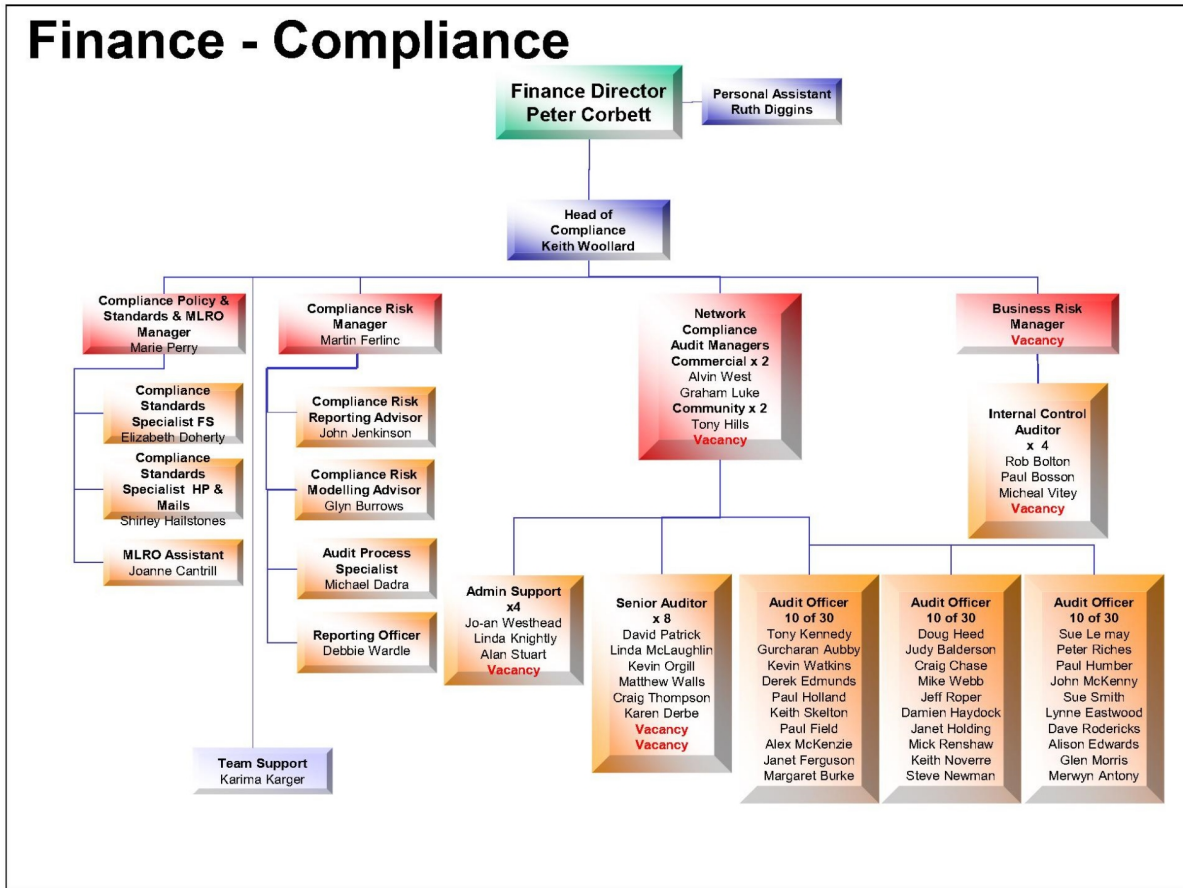 Finance - Compliance
Finance Director
Peter Corbett
Personal Assistant
Ruth Diggins
Head of
Compliance
Keith Woollard
Compliance Policy &
Standards & MLRO
Manager
Marie Perry
Compliance Risk
Manager
Martin Ferlinc
Network
Compliance
Audit Managers
Commercial x 2
Alvin West
Graham Luke
Community x 2
Tony Hills
Vacancy
Business Risk
Manager
Vacancy
Compliance
Standards
Specialist FS
Elizabeth Doherty
Compliance
Standards
Specialist HP &
Mails
Shirley Hailstones
MLRO Assistant
Joanne Cantrill
Compliance Risk
Reporting Advisor
John Jenkinson
Compliance Risk
Modelling Advisor
Glyn Burrows
Audit Process
Specialist
Michael Dadra
Reporting Officer
Debbie Wardle
Internal Control
Auditor
x 4
Rob Bolton
Paul Bosson
Micheal Vitey
Vacancy
Admin Support
x4
Jo-an Westhead
Linda Knightly
Alan Stuart
Vacancy
Senior Auditor
x 8
David Patrick
Linda McLaughlin
Kevin Orgill
Matthew Walls
Craig Thompson
Karen Derbe
Vacancy
Vacancy
Audit Officer
10 of 30
Tony Kennedy
Gurcharan Aubby
Kevin Watkins
Derek Edmunds
Paul Holland
Keith Skelton
Paul Field
Alex McKenzie
Janet Ferguson
Margaret Burke
Audit Officer
10 of 30
Doug Heed
Judy Balderson
Craig Chase
Mike Webb
Jeff Roper
Damien Haydock
Janet Holding
Mick Renshaw
Keith Noverre
Steve Newman
Audit Officer
10 of 30
Sue Le may
Peter Riches
Paul Humber
John McKenny
Sue Smith
Lynne Eastwood
Dave Rodericks
Alison Edwards
Glen Morris
Merwyn Antony
Team Support
Karima Karger